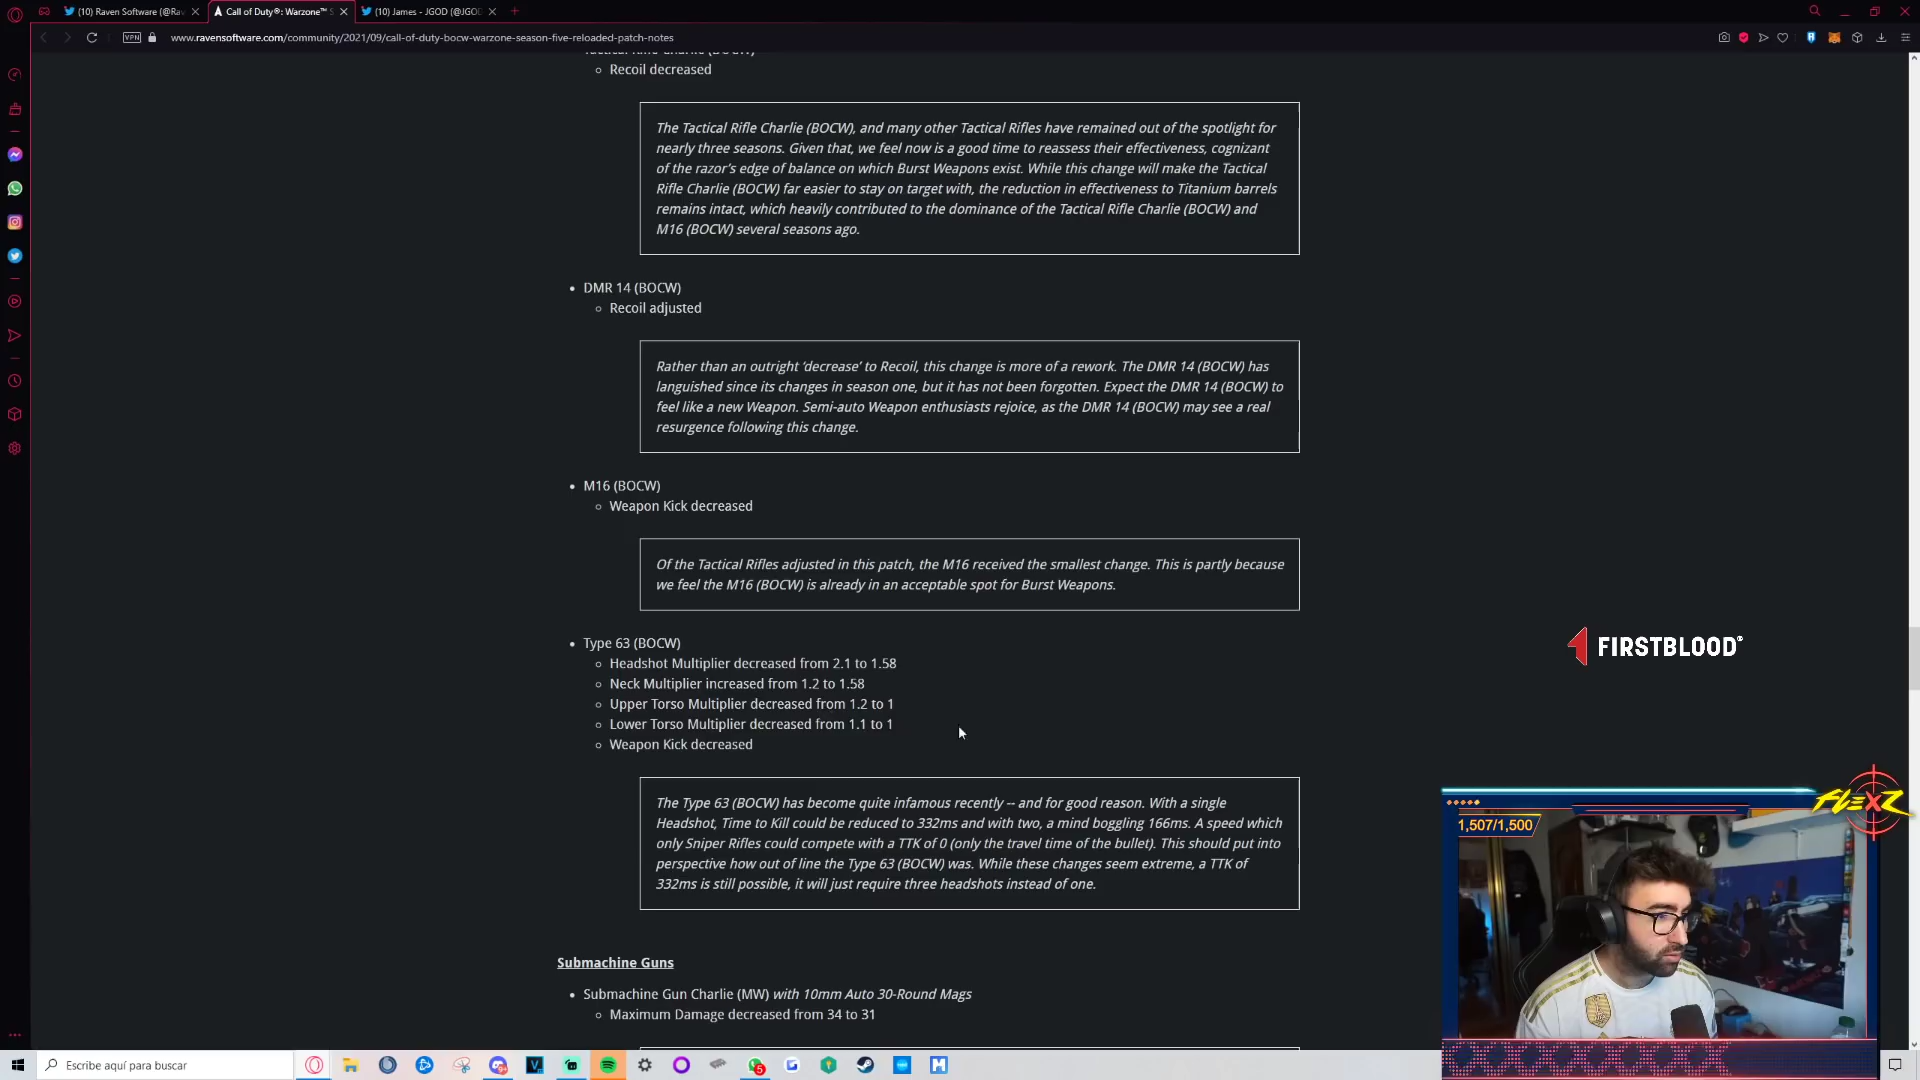 (10) Raven Software (@Rav
Call of Duty®: Warzone™ S
(10) James - JGOD (@JGOD
VPN
www.ravensoftware.com/community/2021/09/call-of-duty-bocw-warzone-season-five-reloaded-patch-notes
Tactical Rifle Charlie (BOCW)
Recoil decreased
The Tactical Rifle Charlie (BOCW), and many other Tactical Rifles have remained out of the spotlight for
nearly three seasons. Given that, we feel now is a good time to reassess their effectiveness, cognizant
of the razor's edge of balance on which Burst Weapons exist. While this change will make the Tactical
Rifle Charlie (BOCW) far easier to stay on target with, the reduction in effectiveness to Titanium barrels
remains intact, which heavily contributed to the dominance of the Tactical Rifle Charlie (BOCW) and
M16 (BOCW) several seasons ago.
DMR 14 (BOCW)
Recoil adjusted
Rather than an outright ‘decrease’ to Recoil, this change is more of a rework. The DMR 14 (BOCW) has
languished since its changes in season one, but it has not been forgotten. Expect the DMR 14 (BOCW) to
feel like a new Weapon. Semi-auto Weapon enthusiasts rejoice, as the DMR 14 (BOCW) may see a real
resurgence following this change.
M16 (BOCW)
Weapon Kick decreased
Of the Tactical Rifles adjusted in this patch, the M16 received the smallest change. This is partly because
we feel the M16 (BOCW) is already in an acceptable spot for Burst Weapons.
Type 63 (BOCW)
Headshot Multiplier decreased from 2.1 to 1.58
Neck Multiplier increased from 1.2 to 1.58
Upper Torso Multiplier decreased from 1.2 to 1
Lower Torso Multiplier decreased from 1.1 to 1
Weapon Kick decreased
The Type 63 (BOCW) has become quite infamous recently -- and for good reason. With a single
Headshot, Time to Kill could be reduced to 332ms and with two, a mind boggling 166ms. A speed which
only Sniper Rifles could compete with a TTK of 0 (only the travel time of the bullet). This should put into
perspective how out of line the Type 63 (BOCW) was. While these changes seem extreme, a TTK of
332ms is still possible, it will just require three headshots instead of one.
Submachine Guns
Submachine Gun Charlie (MW) with 10mm Auto 30-Round Mags
Maximum Damage decreased from 34 to 31
FIRSTBLOOD®
FLEXZ
1,507/1,500
Escribe aquí para buscar
5